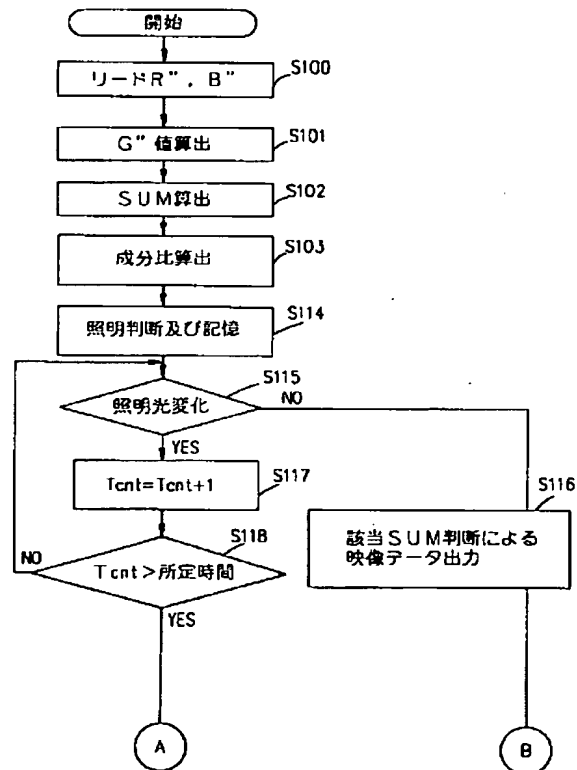 開始
リードR"，B"
S100
G"値算出
S101
SUM算出
S102
成分比算出
S103
照明判断及び記憶
S114
照明光変化
S115
NO
YES
Tcnt=Tcnt+1
S117
S116
該当SUM判断による
映像データ出力
Tcnt>所定時間
S118
NO
YES
A
B